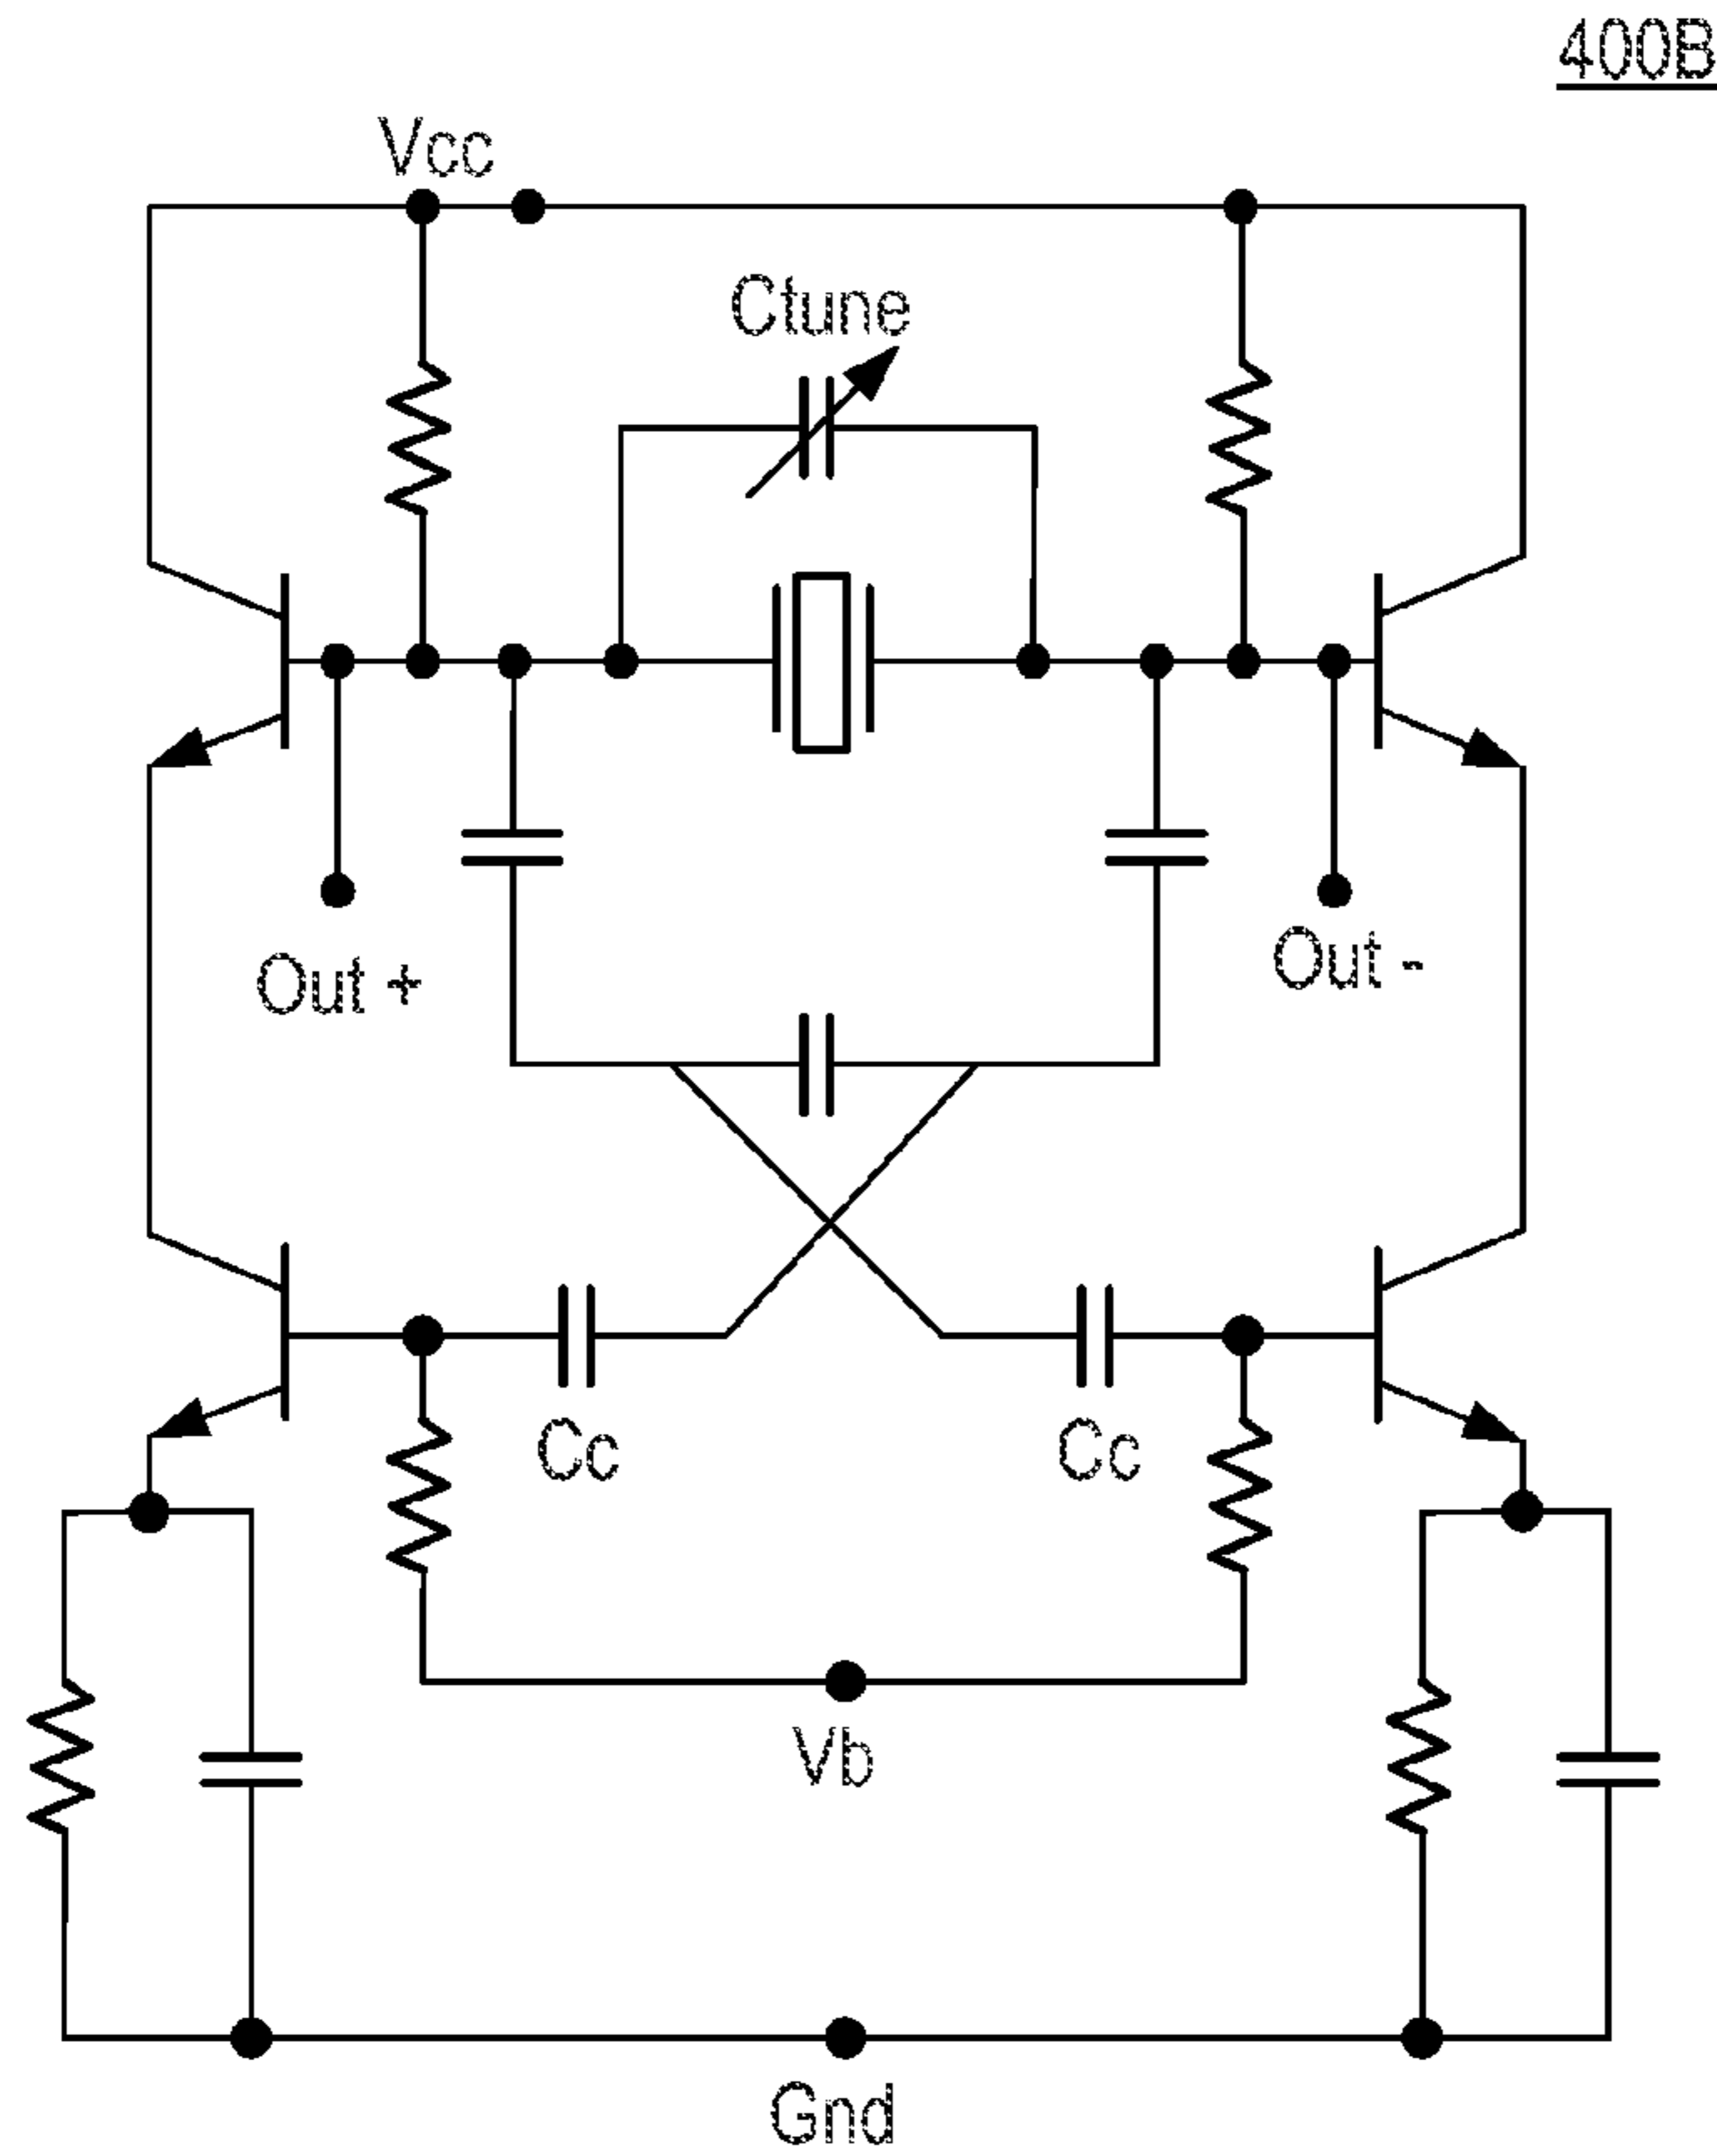 400B
Vcc
Ctune
Out +
Out -
Cc
Cc
Vb
Gnd